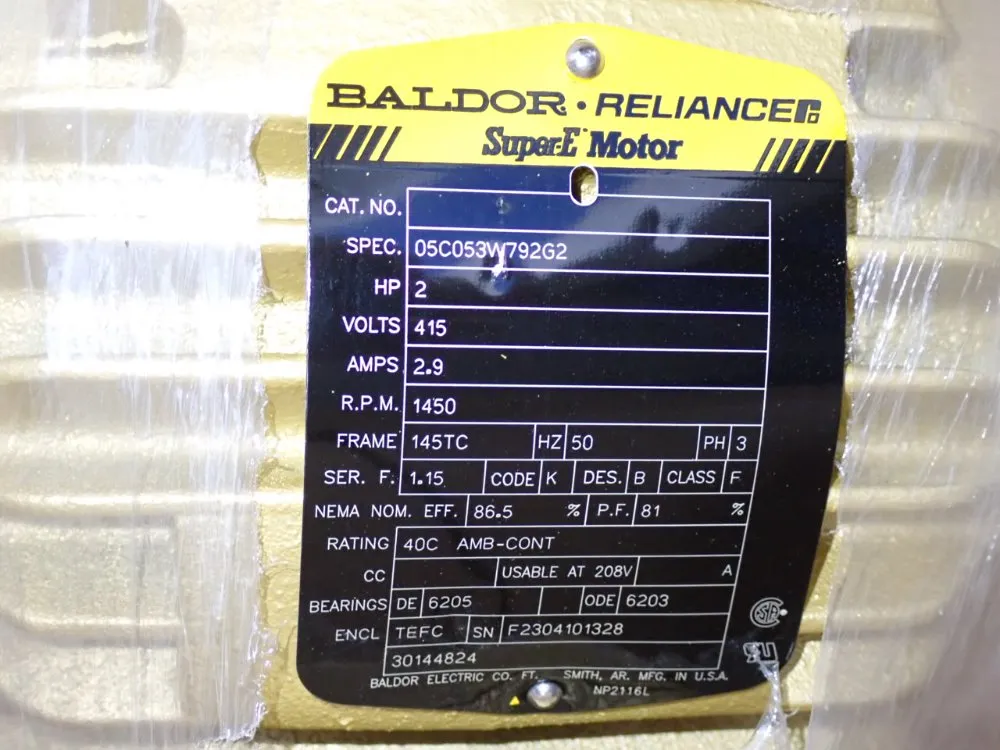 BALDOR • RELIANCE
Super-E Motor
CAT. NO.
SPEC. 05C053W792G2
HP 2
VOLTS 415
AMPS 2.9
R.P.M. 1450
FRAME 145TC HZ 50 PH 3
SER. F. 1.15 CODE K DES. B CLASS F
NEMA NOM. EFF. 86.5 % P.F. 81 %
RATING 40C AMB-CONT
CC USABLE AT 208V A
BEARINGS DE 6205 ODE 6203
ENCL TEFC SN F2304101328
30144824
BALDOR ELECTRIC CO. FT. SMITH, AR. MFG. IN U.S.A.
NP2116L